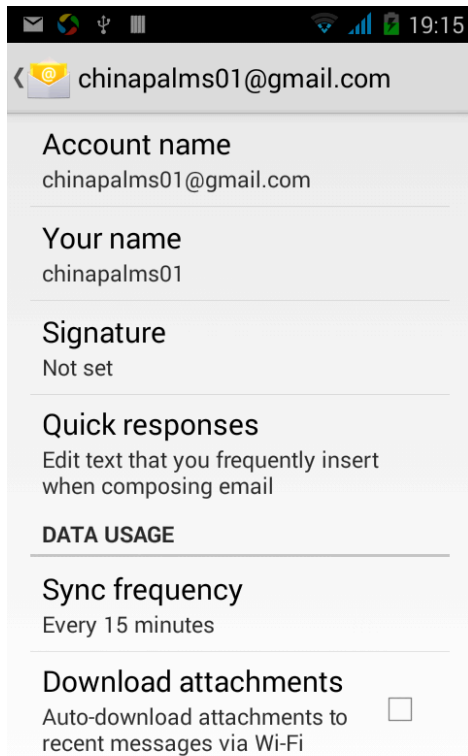 19:15
chinapalms01@gmail.com
Account name
chinapalms01@gmail.com
Your name
chinapalms01
Signature
Not set
Quick responses
Edit text that you frequently insert
when composing email
DATA USAGE
Sync frequency
Every 15 minutes
Download attachments
Auto-download attachments to
recent messages via Wi-Fi